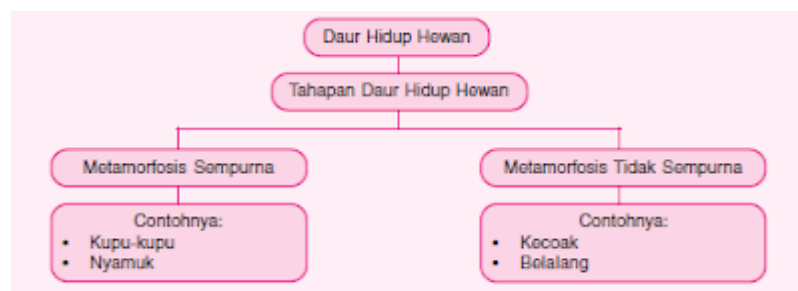 Daur Hidup Hewan
Tahapan Daur Hidup Hewan
Metamorfosis Sempurna
Metamorfosis Tidak Sempurna
Contohnya:
• Kupu-kupu
• Nyamuk
Contohnya:
• Kecoak
• Belalang